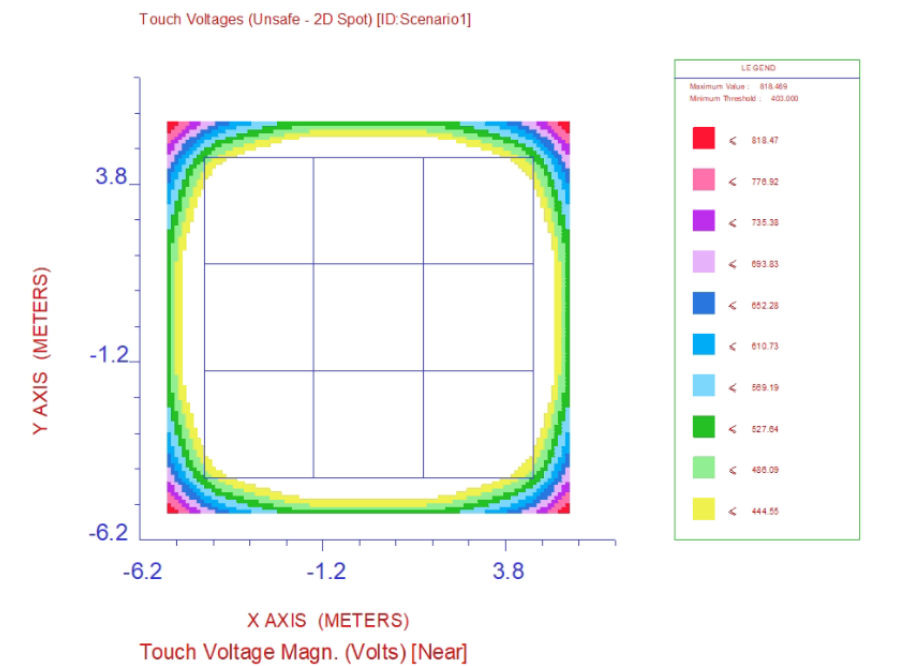 Touch Voltages (Unsafe - 2D Spot) [ID:Scenario1]
LEGEND
Maximum Value : 818.469
Minimum Threshold : 403.000
⩽ 818.47
⩽ 776.92
⩽ 735.38
⩽ 693.83
⩽ 652.28
⩽ 610.73
⩽ 569.19
⩽ 527.64
⩽ 486.09
⩽ 444.55
Y AXIS (METERS)
3.8
-1.2
-6.2
-6.2 -1.2 3.8
X AXIS (METERS)
Touch Voltage Magn. (Volts) [Near]